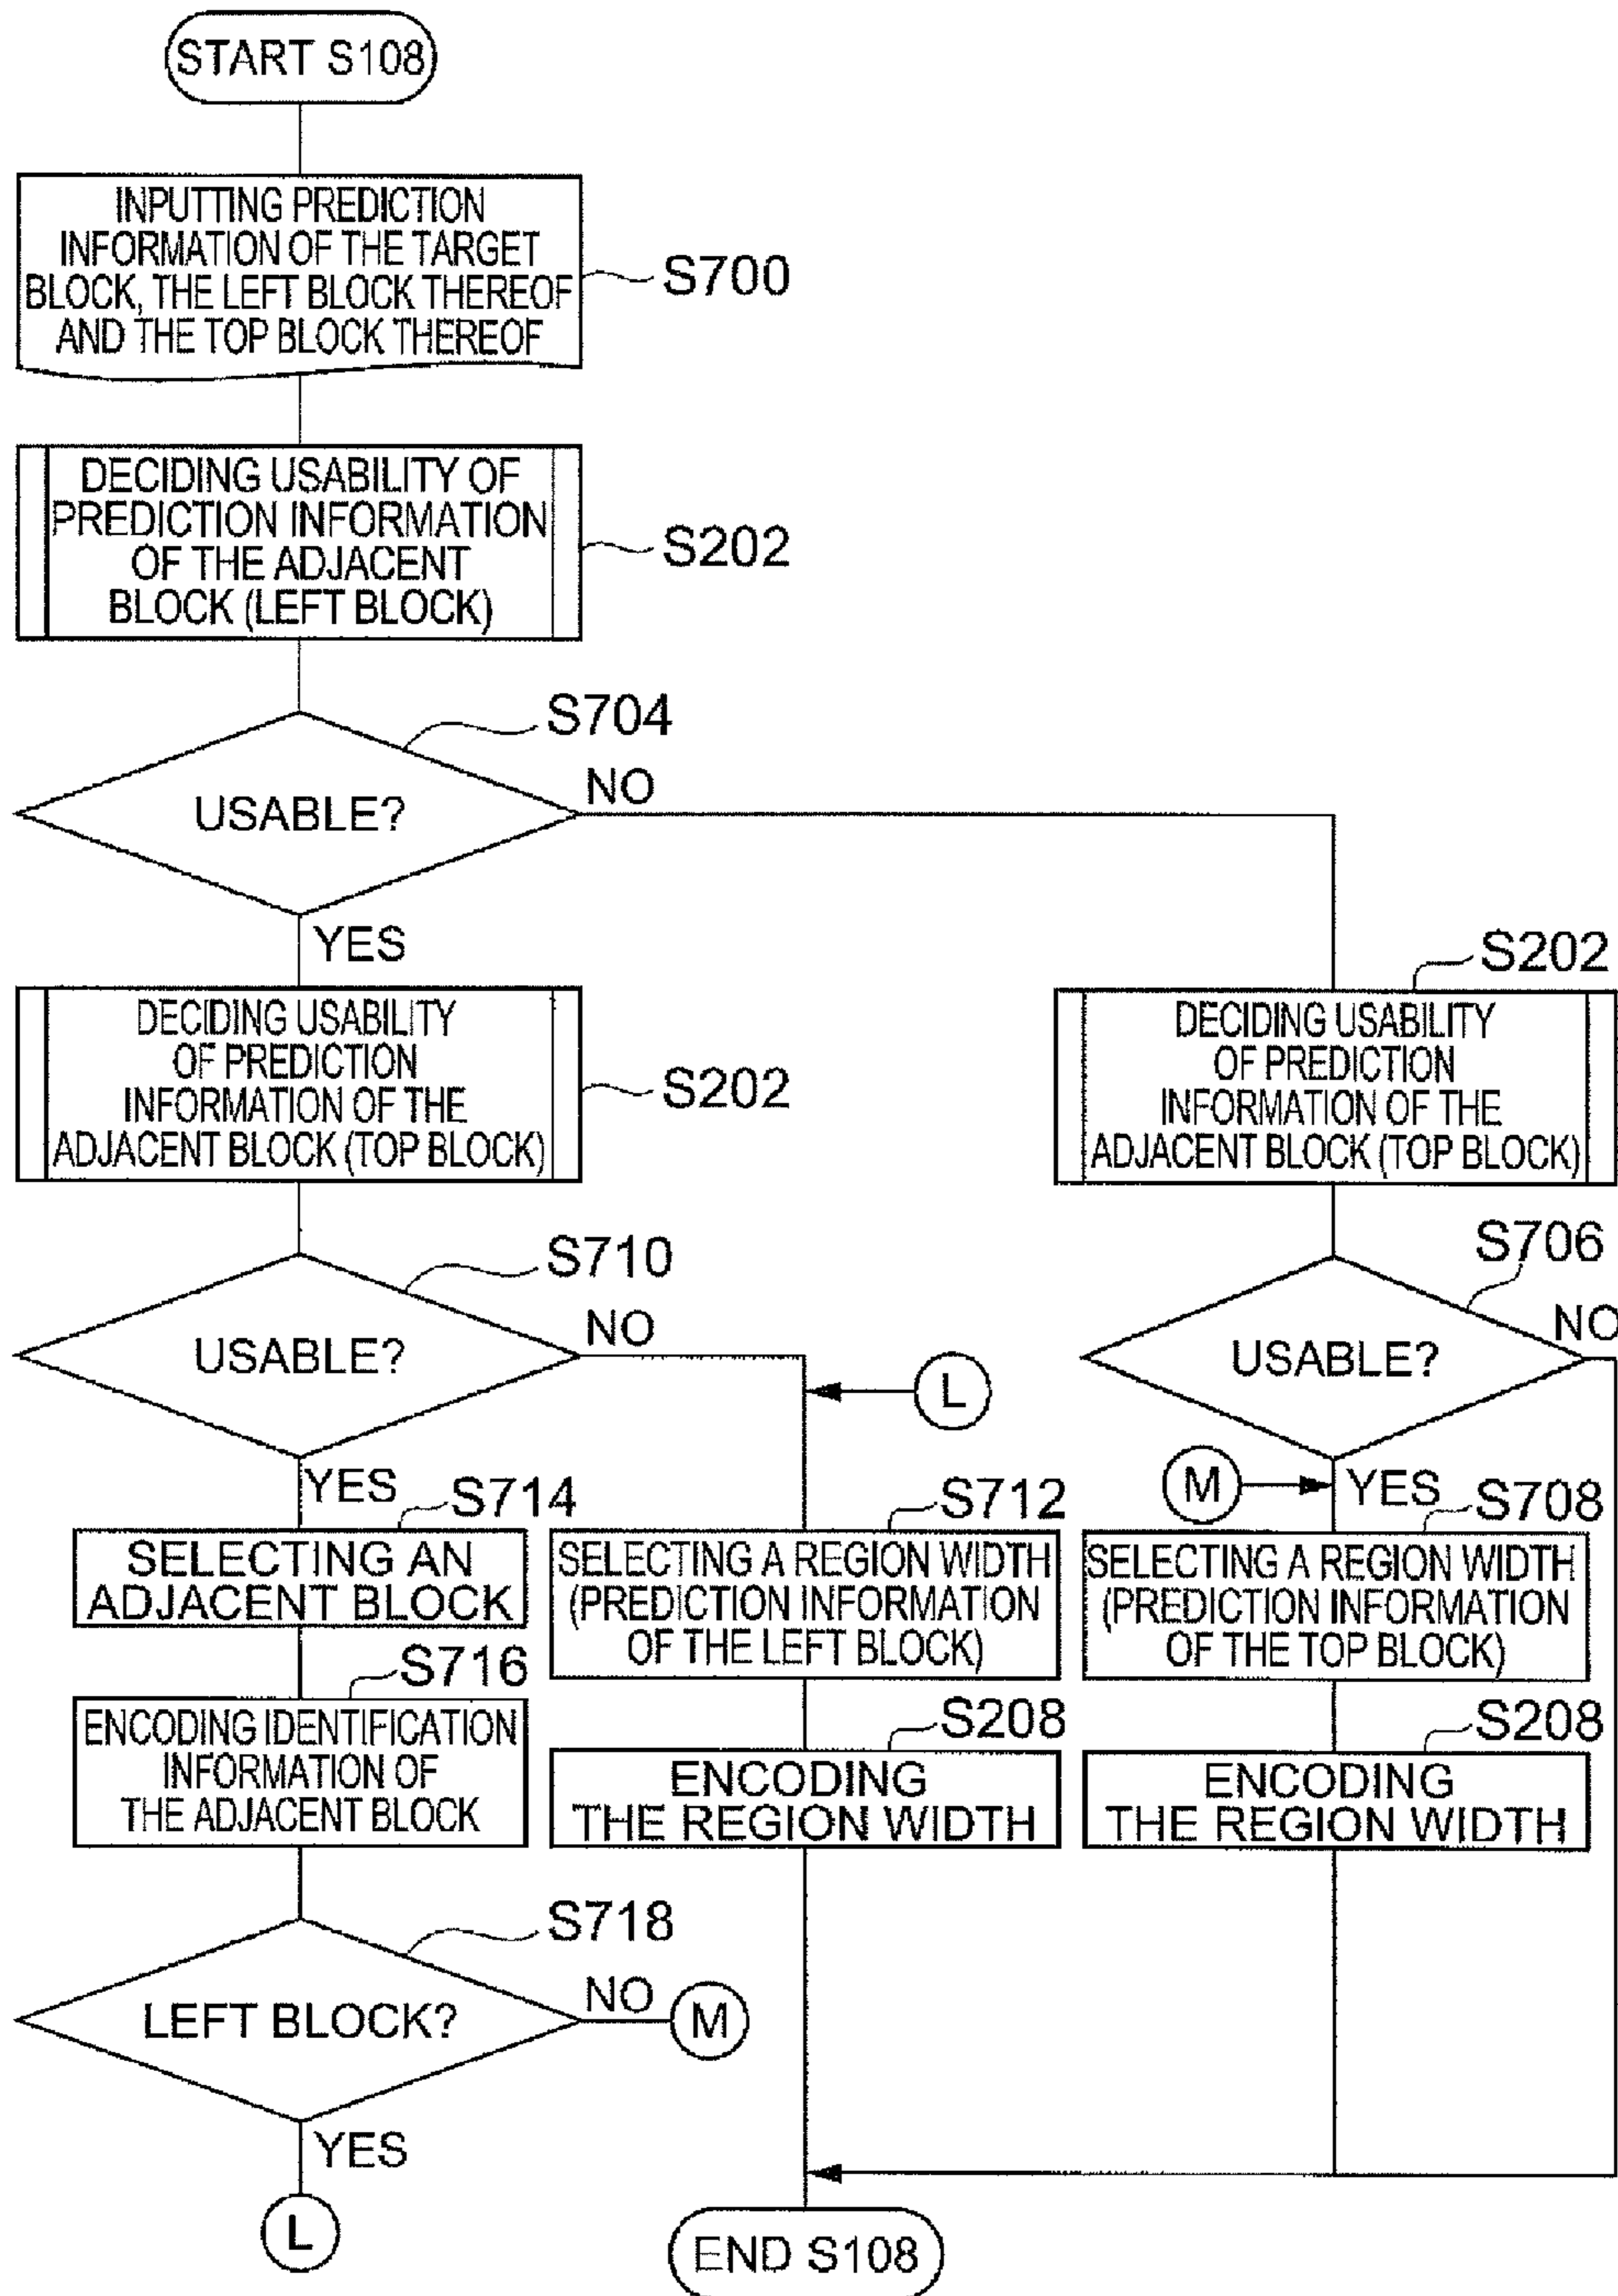 START S108
INPUTTING PREDICTION
INFORMATION OF THE TARGET
BLOCK, THE LEFT BLOCK THEREOF
AND THE TOP BLOCK THEREOF
S700
DECIDING USABILITY OF
PREDICTION INFORMATION
OF THE ADJACENT
BLOCK (LEFT BLOCK)
S202
S704
USABLE?
NO
YES
DECIDING USABILITY
OF PREDICTION
INFORMATION OF THE
ADJACENT BLOCK (TOP BLOCK)
S202
S202
DECIDING USABILITY
OF PREDICTION
INFORMATION OF THE
ADJACENT BLOCK (TOP BLOCK)
S710
USABLE?
NO
L
S706
USABLE?
NO
YES
M
YES
S714
SELECTING AN
ADJACENT BLOCK
S712
SELECTING A REGION WIDTH
(PREDICTION INFORMATION
OF THE LEFT BLOCK)
S708
SELECTING A REGION WIDTH
(PREDICTION INFORMATION
OF THE TOP BLOCK)
S716
ENCODING IDENTIFICATION
INFORMATION OF
THE ADJACENT BLOCK
S208
ENCODING
THE REGION WIDTH
S208
ENCODING
THE REGION WIDTH
S718
LEFT BLOCK?
NO
M
YES
L
END S108